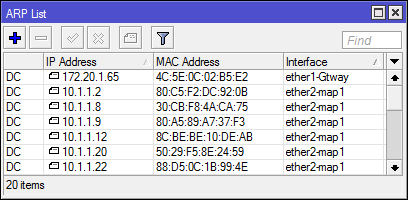 ARP List
Find
IP Address MAC Address Interface
DC 172.20.1.65 4C:5E:0C:02:B5:E2 ether1-Gtway
DC 10.1.1.2 80:C5:F2:DC:92:0B ether2-map1
DC 10.1.1.8 30:CB:F8:4A:CA:75 ether2-map1
DC 10.1.1.9 80:A5:89:A7:37:F3 ether2-map1
DC 10.1.1.12 8C:BE:BE:10:DE:AB ether2-map1
DC 10.1.1.20 50:29:F5:8E:24:59 ether2-map1
DC 10.1.1.22 88:D5:0C:1B:99:4E ether2-map1
20 items